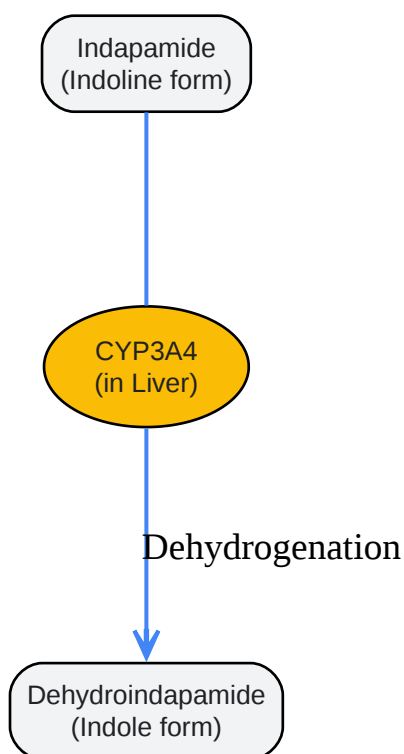 Indapamide
(Indoline form)
CYP3A4
(in Liver)
Dehydrogenation
Dehydroindapamide
(Indole form)